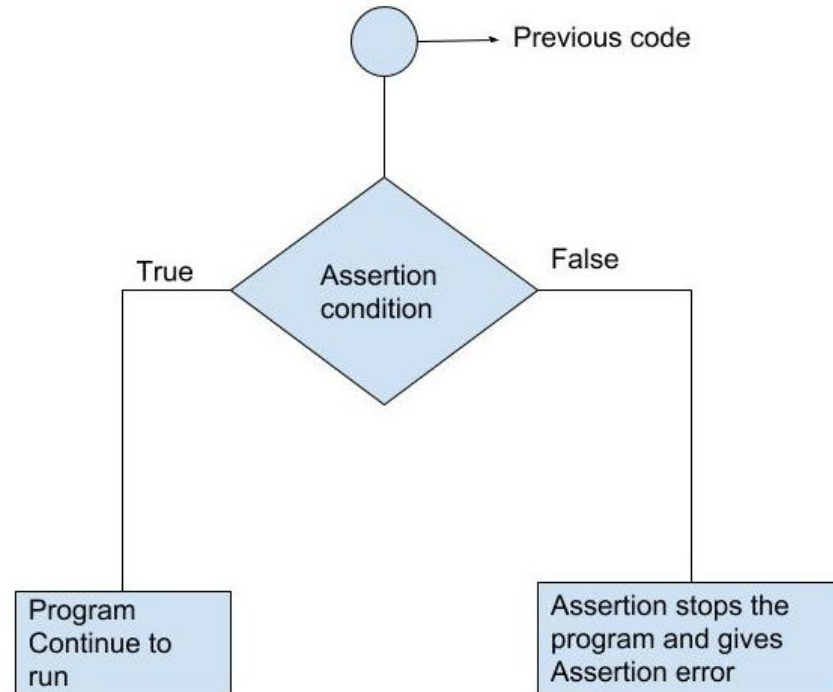 Previous code
True
False
Assertion
condition
Program
Continue to
run
Assertion stops the
program and gives
Assertion error